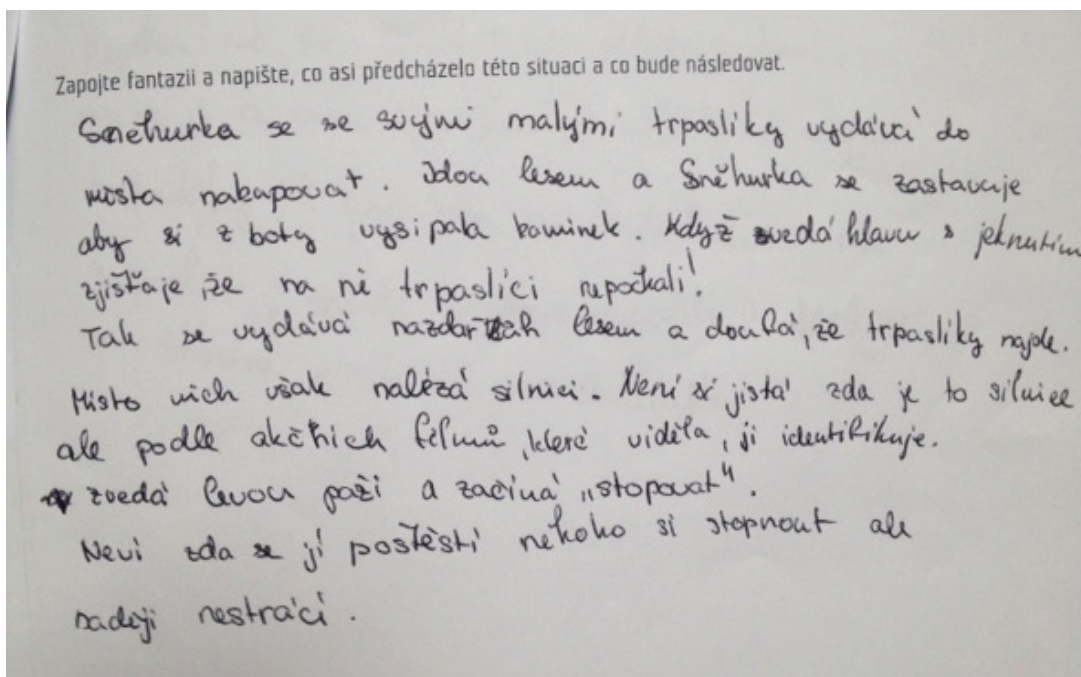 Zapojte fantazii a napište, co asi předcházelo této situaci a co bude následovat.
Sněhurka se se svými malými trpaslíky vydává do
města nakupovat. Jdou lesem a Sněhurka se zastavuje
aby si z boty vysipala kamínek. Když zvedá hlavu s jeknutím
zjišťuje, že na ně trpaslíci nepočkali!
Tak se vydává nazdařbůh lesem a doufá, že trpaslíky najde.
Místo nich však nalézá silnici. Není si jistá zda je to silnice
ale podle akčních filmů, které viděla, ji identifikuje.
zvedá levou paži a začíná „stopovat".
Neví zda se jí poštěstí někoho si stopnout ale
naději nestrácí.